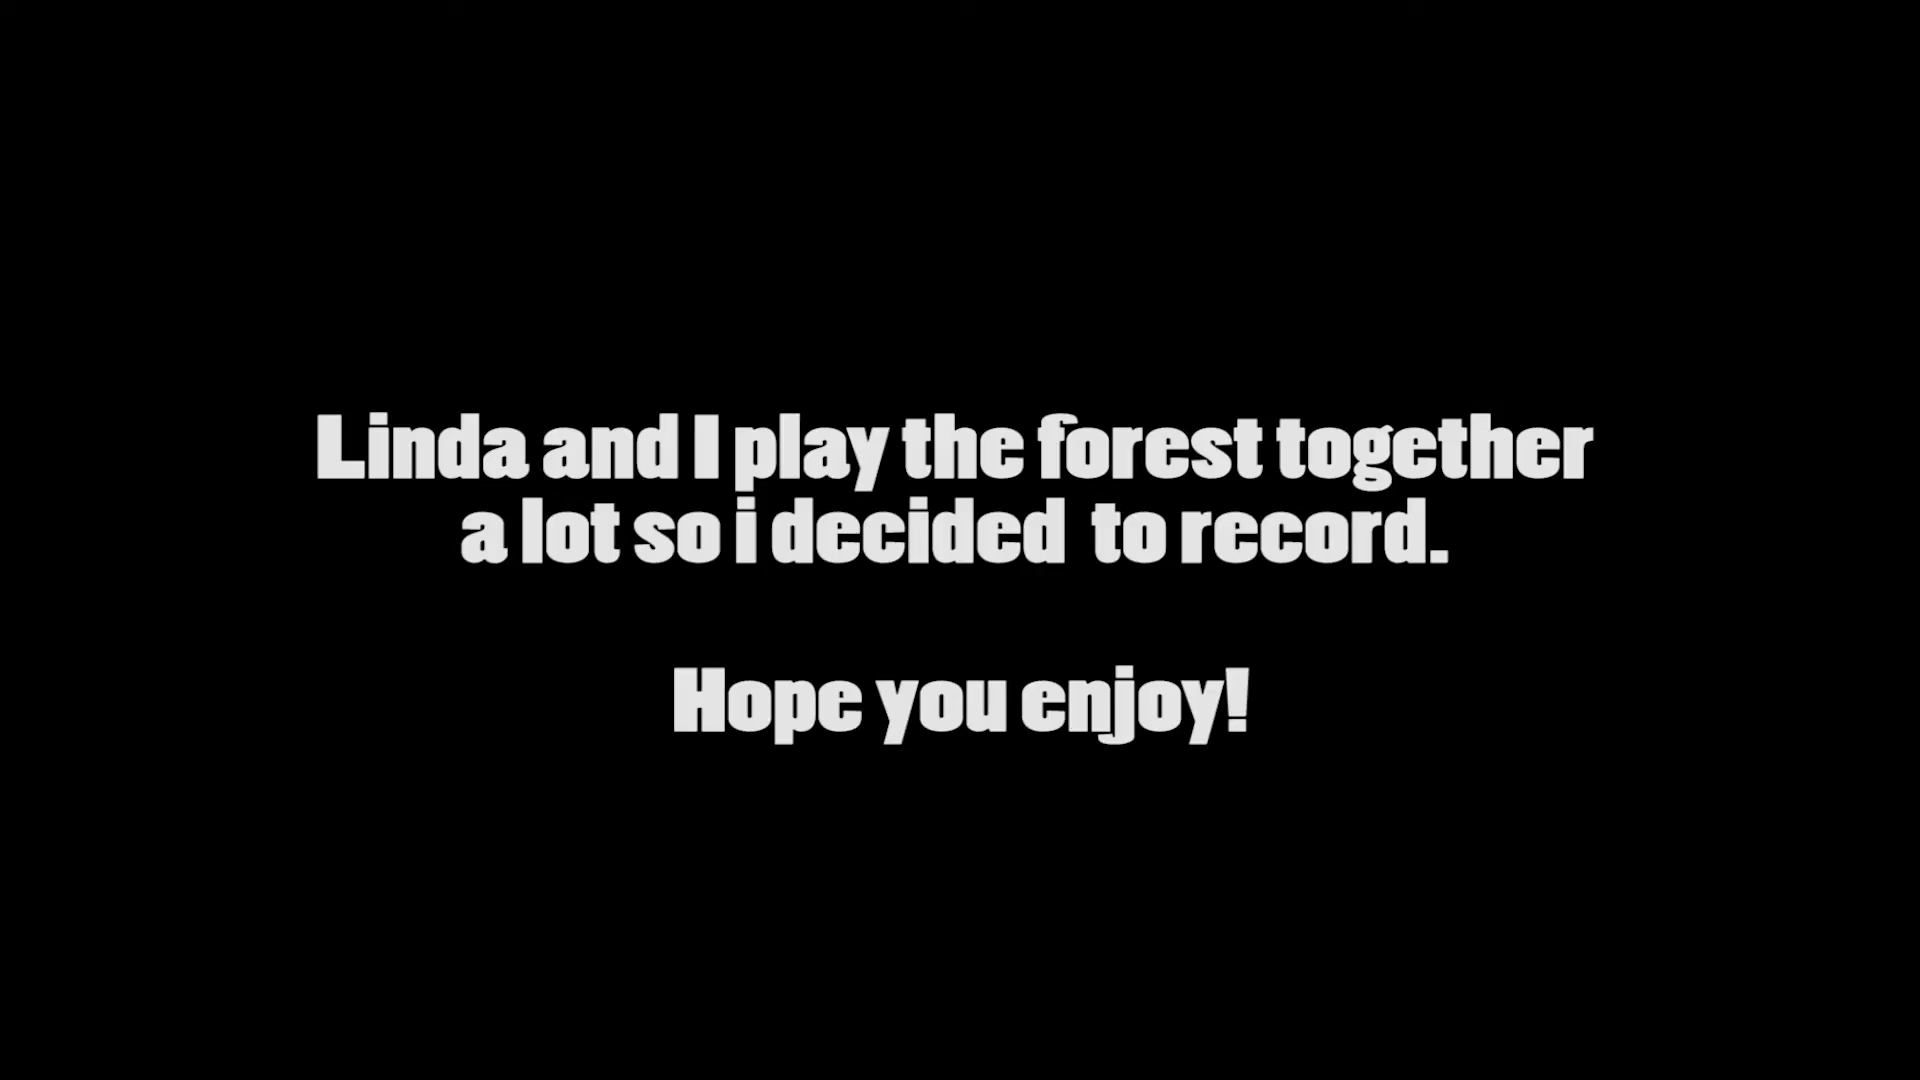 Linda and I play the forest together
a lot so i decided  to record.
Hope you enjoy!